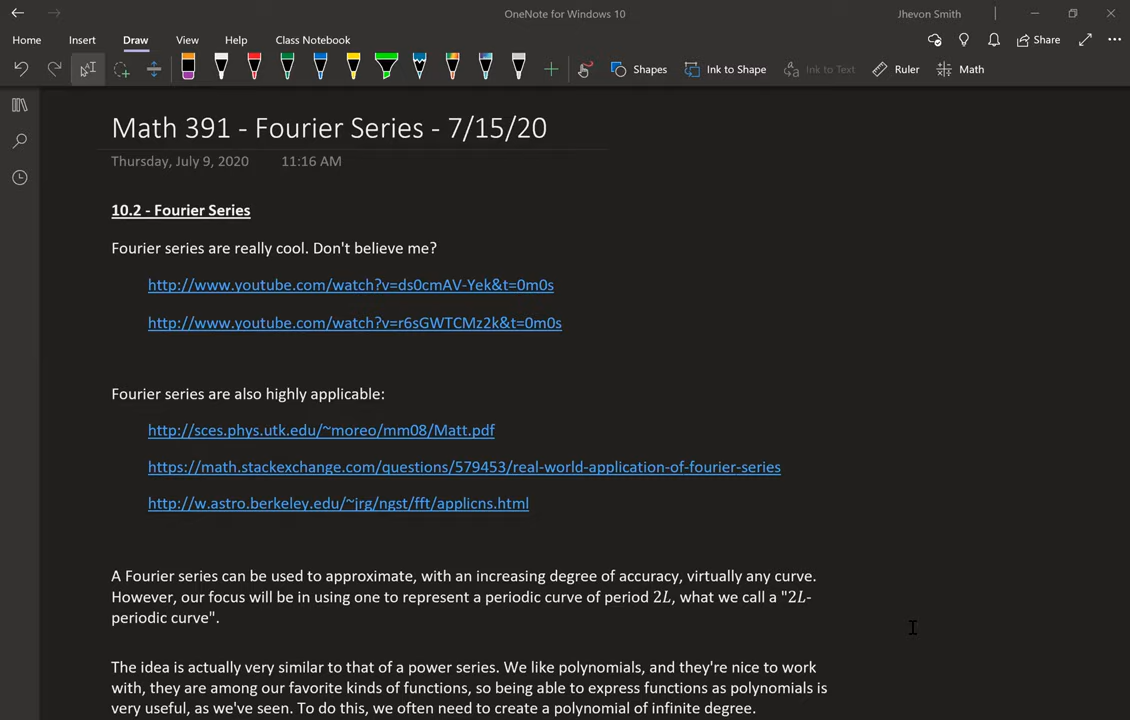 OneNote for Windows 10
Jhevon Smith
Home Insert Draw View Help Class Notebook
Share
Shapes Ink to Shape Ink to Text Ruler Math
Math 391 - Fourier Series - 7/15/20
Thursday, July 9, 2020 11:16 AM
10.2 - Fourier Series
Fourier series are really cool. Don't believe me?
http://www.youtube.com/watch?v=ds0cmAV-Yek&t=0m0s
http://www.youtube.com/watch?v=r6sGWTCMz2k&t=0m0s
Fourier series are also highly applicable:
http://sces.phys.utk.edu/~moreo/mm08/Matt.pdf
https://math.stackexchange.com/questions/579453/real-world-application-of-fourier-series
http://w.astro.berkeley.edu/~jrg/ngst/fft/applicns.html
A Fourier series can be used to approximate, with an increasing degree of accuracy, virtually any curve.
However, our focus will be in using one to represent a periodic curve of period 2L, what we call a "2L-
periodic curve".
The idea is actually very similar to that of a power series. We like polynomials, and they're nice to work
with, they are among our favorite kinds of functions, so being able to express functions as polynomials is
very useful, as we've seen. To do this, we often need to create a polynomial of infinite degree.